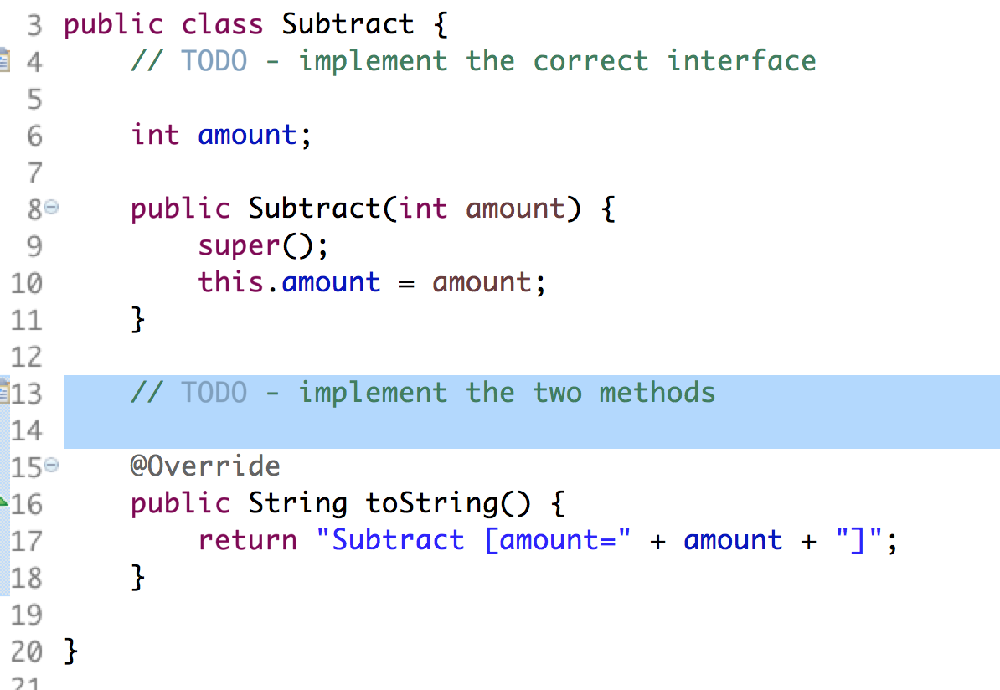 3 public class Subtract {
4 // TODO - implement the correct interface
5
6 int amount;
7
8 public Subtract(int amount) {
9 super();
10 this.amount = amount;
11 }
12
13 // TODO - implement the two methods
14
15 @Override
16 public String toString() {
17 return "Subtract [amount=" + amount + "]";
18 }
19
20 }
21